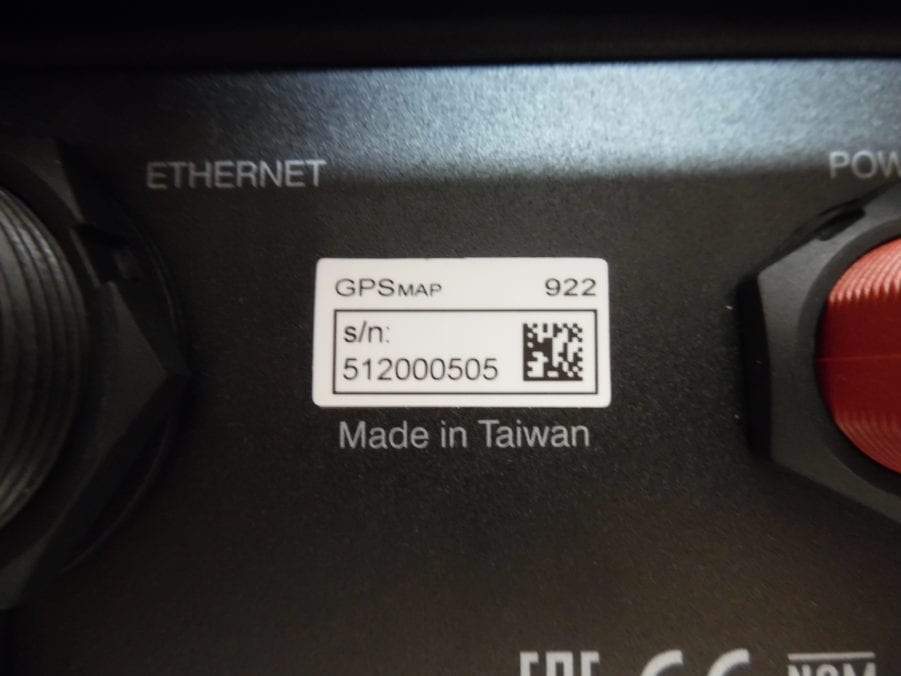 ETHERNET
GPSMAP 922
s/n:
512000505
Made in Taiwan